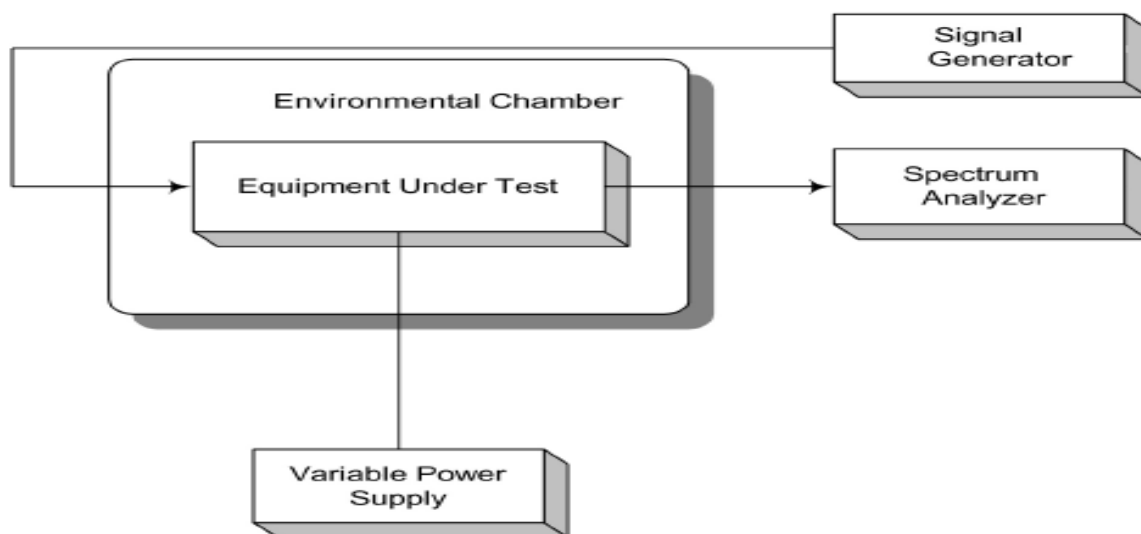 Signal
Generator
Environmental Chamber
Equipment Under Test
Spectrum
Analyzer
Variable Power
Supply